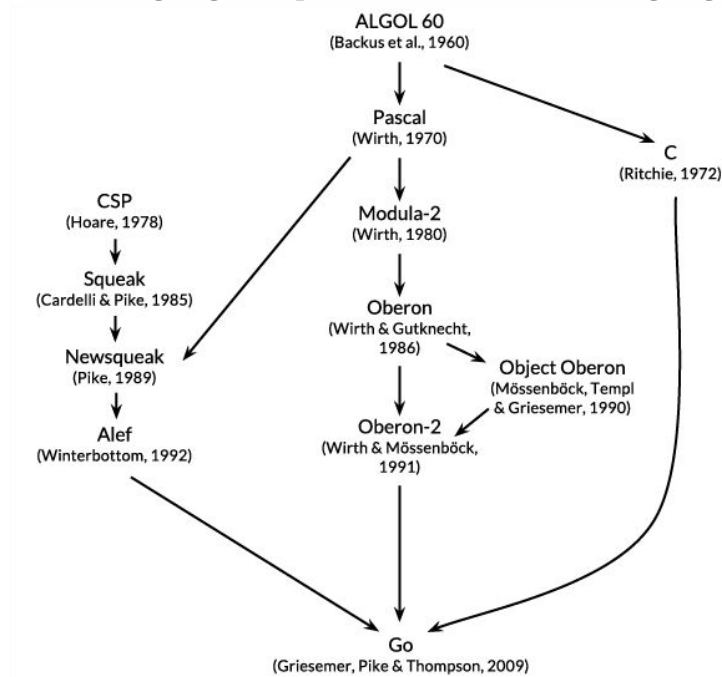 ALGOL 60
(Backus et al., 1960)
Pascal
(Wirth, 1970)
C
(Ritchie, 1972)
CSP
(Hoare, 1978)
Modula-2
(Wirth, 1980)
Squeak
(Cardelli & Pike, 1985)
Oberon
(Wirth & Gutknecht,
1986)
Newsqueak
(Pike, 1989)
Object Oberon
(Mössenböck, Templ
& Griesemer, 1990)
Alef
(Winterbottom, 1992)
Oberon-2
(Wirth & Mössenböck,
1991)
Go
(Griesemer, Pike & Thompson, 2009)